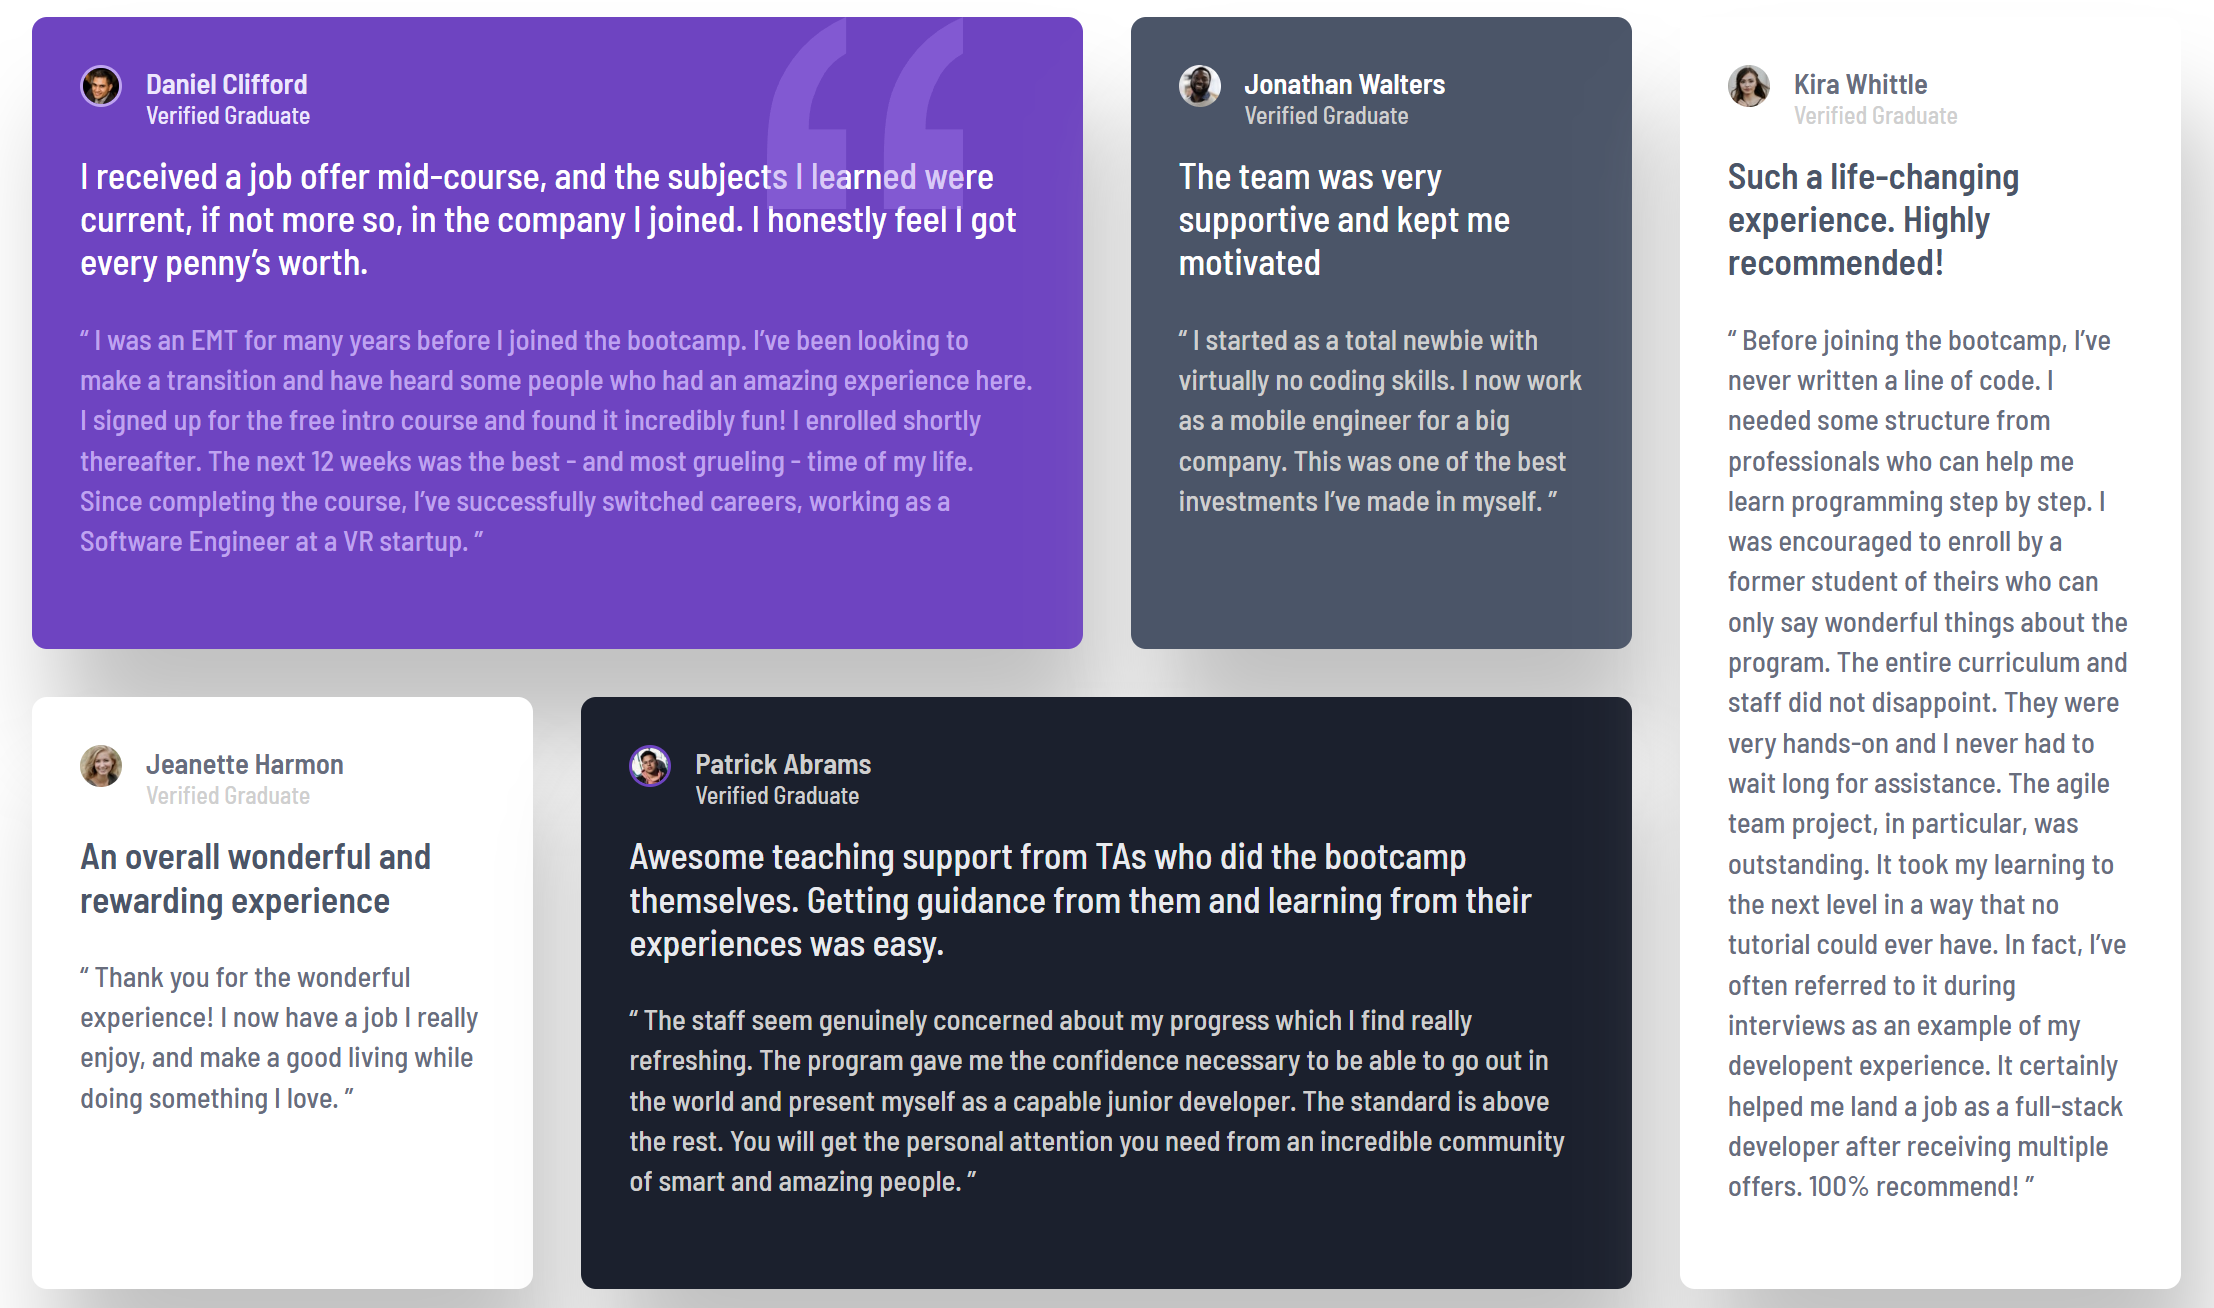 Daniel Clifford
Verified Graduate
I received a job offer mid-course, and the subjects I learned were
current, if not more so, in the company I joined. I honestly feel I got
every penny’s worth.
“ I was an EMT for many years before I joined the bootcamp. I’ve been looking to
make a transition and have heard some people who had an amazing experience here.
I signed up for the free intro course and found it incredibly fun! I enrolled shortly
thereafter. The next 12 weeks was the best - and most grueling - time of my life.
Since completing the course, I’ve successfully switched careers, working as a
Software Engineer at a VR startup. ”
Jonathan Walters
Verified Graduate
The team was very
supportive and kept me
motivated
“ I started as a total newbie with
virtually no coding skills. I now work
as a mobile engineer for a big
company. This was one of the best
investments I’ve made in myself. ”
Kira Whittle
Verified Graduate
Such a life-changing
experience. Highly
recommended!
“ Before joining the bootcamp, I’ve
never written a line of code. I
needed some structure from
professionals who can help me
learn programming step by step. I
was encouraged to enroll by a
former student of theirs who can
only say wonderful things about the
program. The entire curriculum and
staff did not disappoint. They were
very hands-on and I never had to
wait long for assistance. The agile
team project, in particular, was
outstanding. It took my learning to
the next level in a way that no
tutorial could ever have. In fact, I’ve
often referred to it during
interviews as an example of my
developent experience. It certainly
helped me land a job as a full-stack
developer after receiving multiple
offers. 100% recommend! ”
Jeanette Harmon
Verified Graduate
An overall wonderful and
rewarding experience
“ Thank you for the wonderful
experience! I now have a job I really
enjoy, and make a good living while
doing something I love. ”
Patrick Abrams
Verified Graduate
Awesome teaching support from TAs who did the bootcamp
themselves. Getting guidance from them and learning from their
experiences was easy.
“ The staff seem genuinely concerned about my progress which I find really
refreshing. The program gave me the confidence necessary to be able to go out in
the world and present myself as a capable junior developer. The standard is above
the rest. You will get the personal attention you need from an incredible community
of smart and amazing people. ”